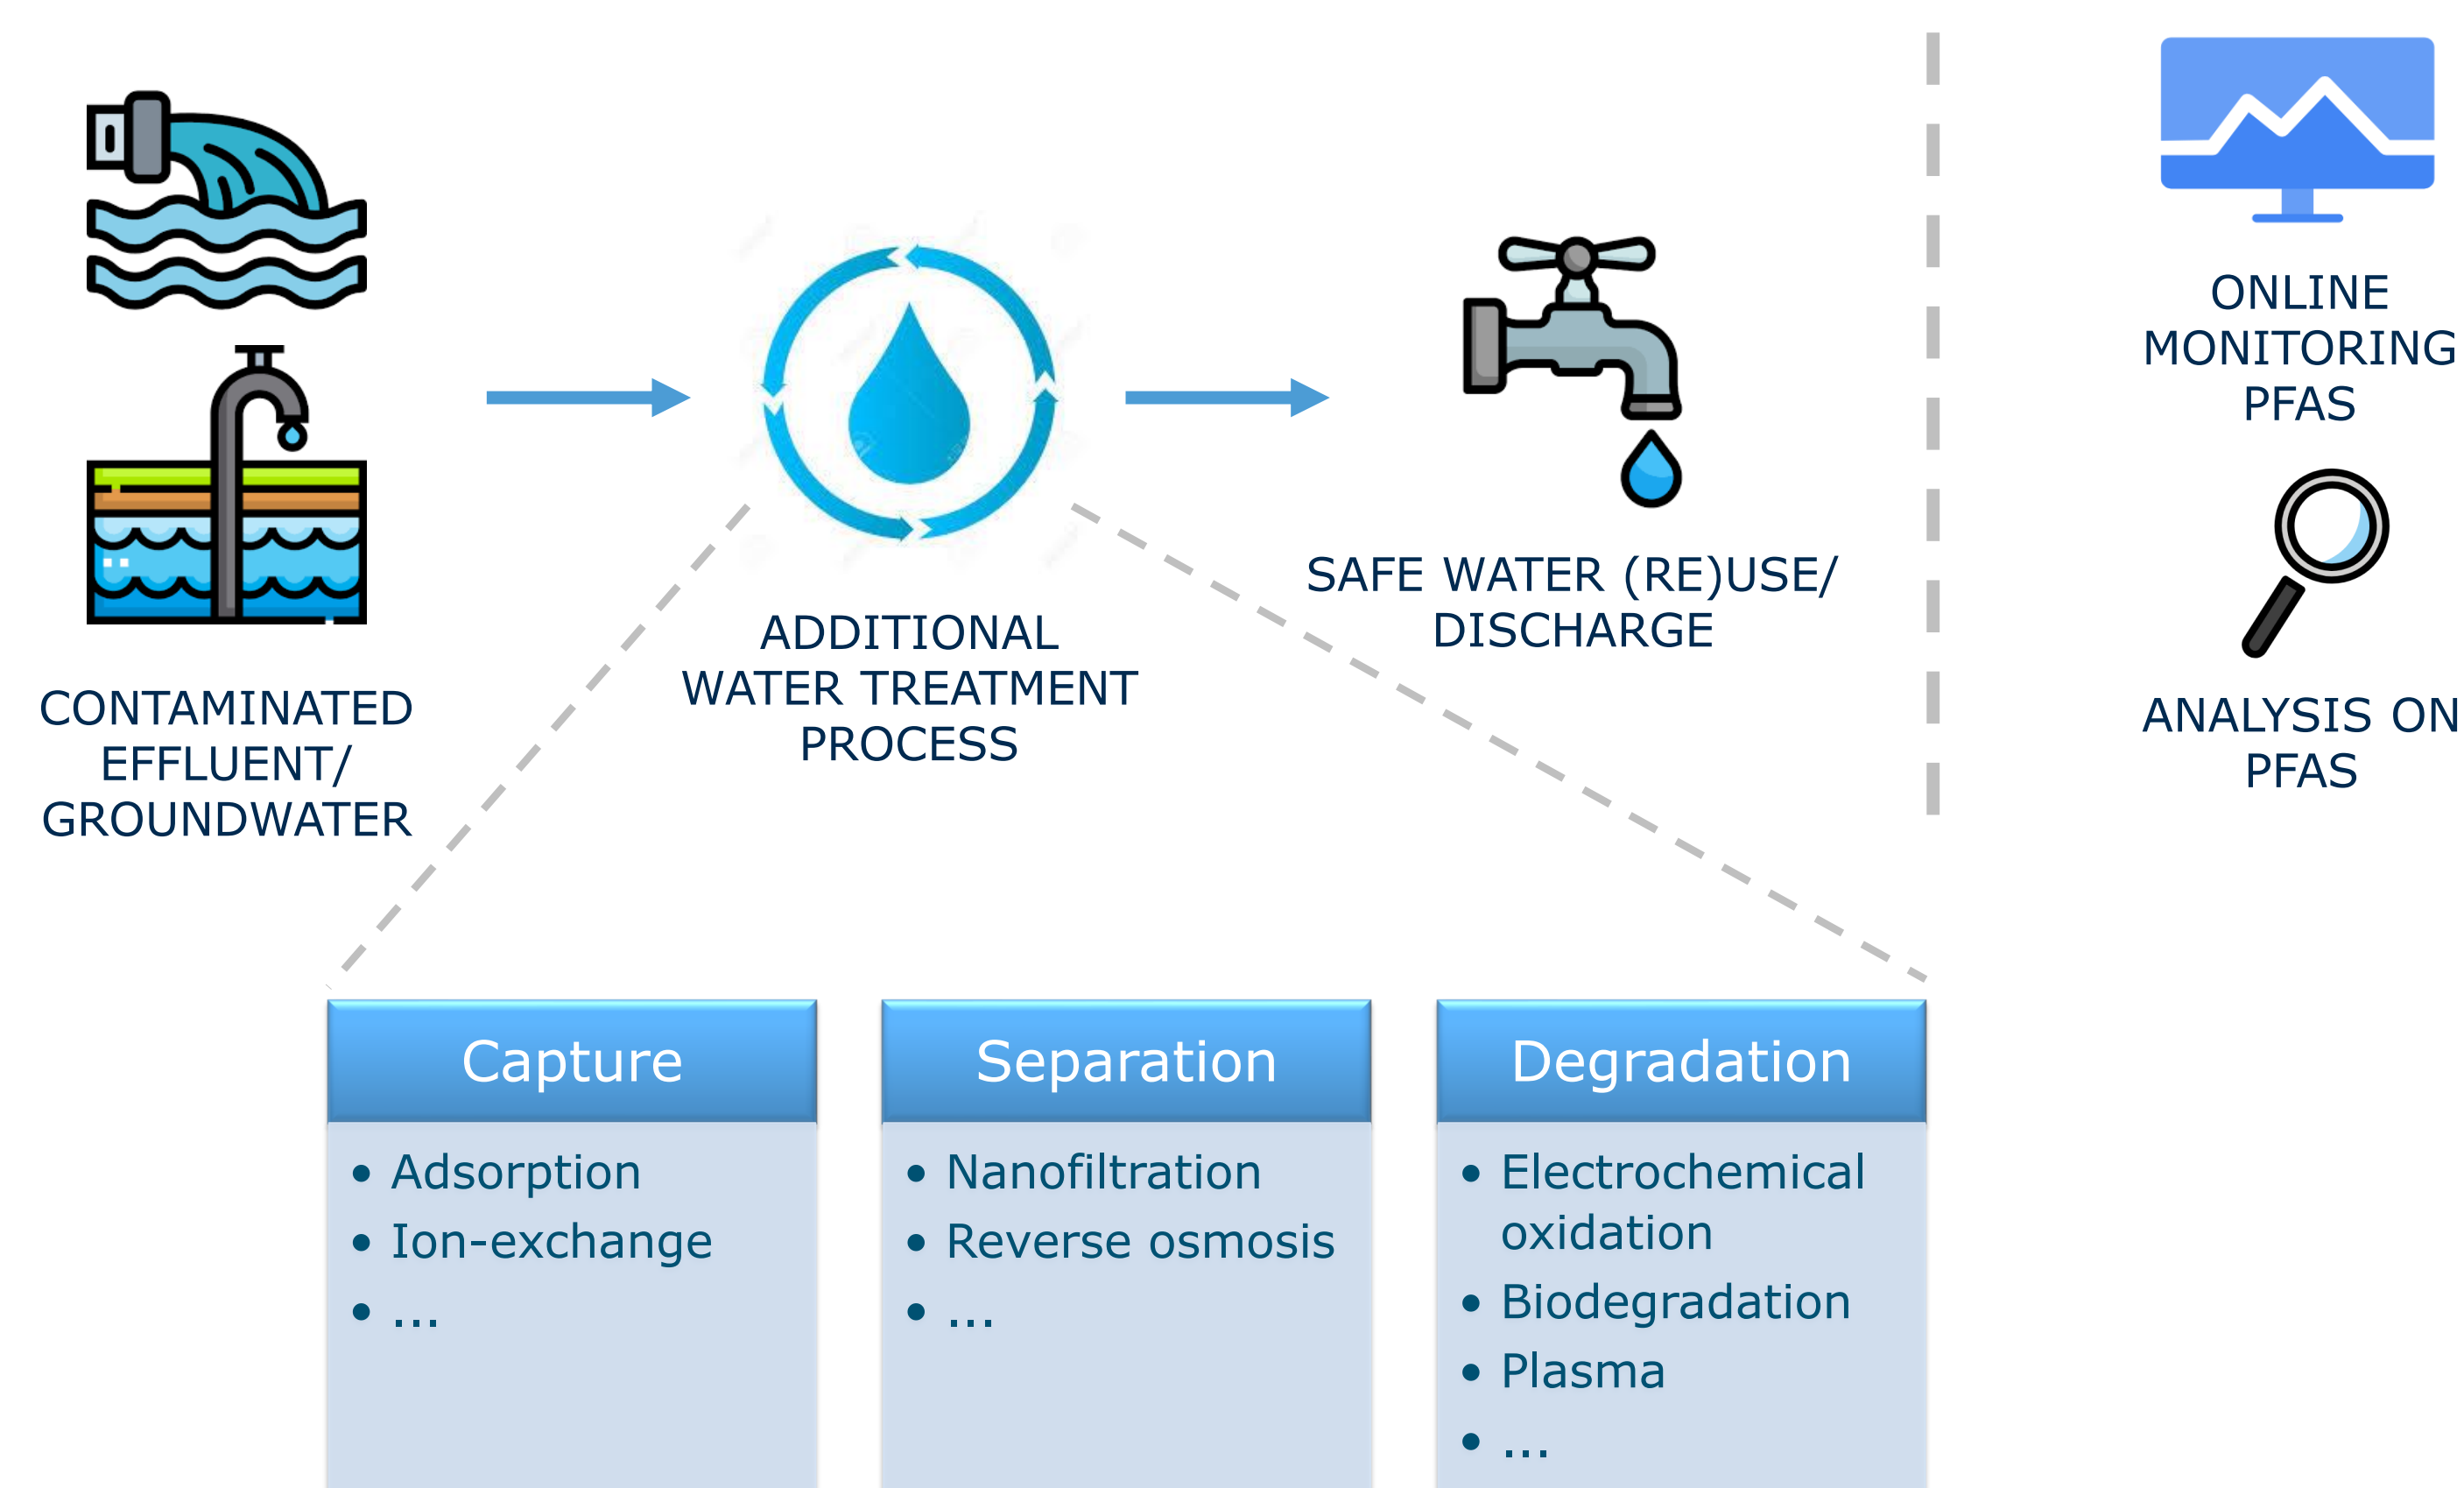 CONTAMINATED
EFFLUENT/
GROUNDWATER
ADDITIONAL
WATER TREATMENT
PROCESS
SAFE WATER (RE)USE/
DISCHARGE
ONLINE
MONITORING
PFAS
ANALYSIS ON
PFAS
Capture
• Adsorption
• Ion-exchange
• ...
Separation
• Nanofiltration
• Reverse osmosis
• ...
Degradation
• Electrochemical
oxidation
• Biodegradation
• Plasma
• ...